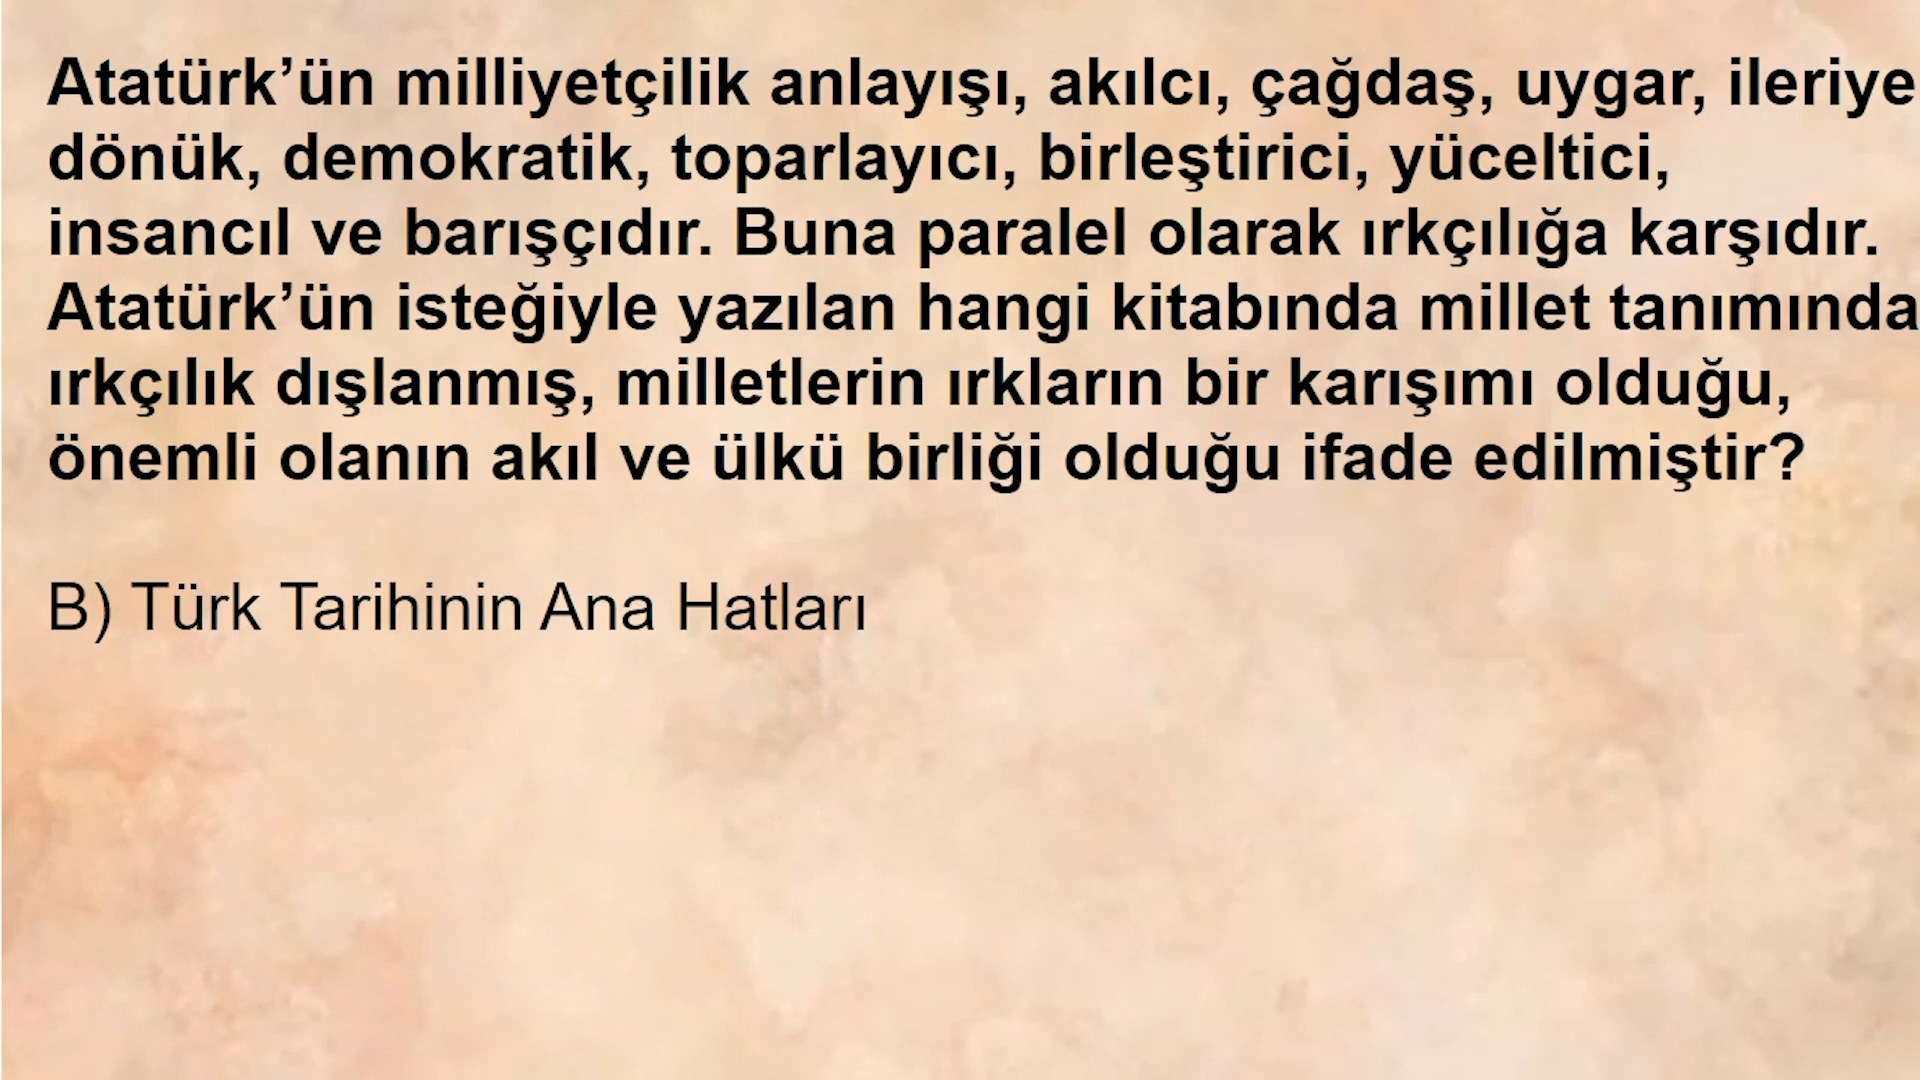 Atatürk’ün milliyetçilik anlayışı, akılcı, çağdaş, uygar, ileriye
dönük, demokratik, toparlayıcı, birleştirici, yüceltici,
insancıl ve barışçıdır. Buna paralel olarak ırkçılığa karşıdır.
Atatürk’ün isteğiyle yazılan hangi kitabında millet tanımında
ırkçılık dışlanmış, milletlerin ırkların bir karışımı olduğu,
önemli olanın akıl ve ülkü birliği olduğu ifade edilmiştir?
B) Türk Tarihinin Ana Hatları